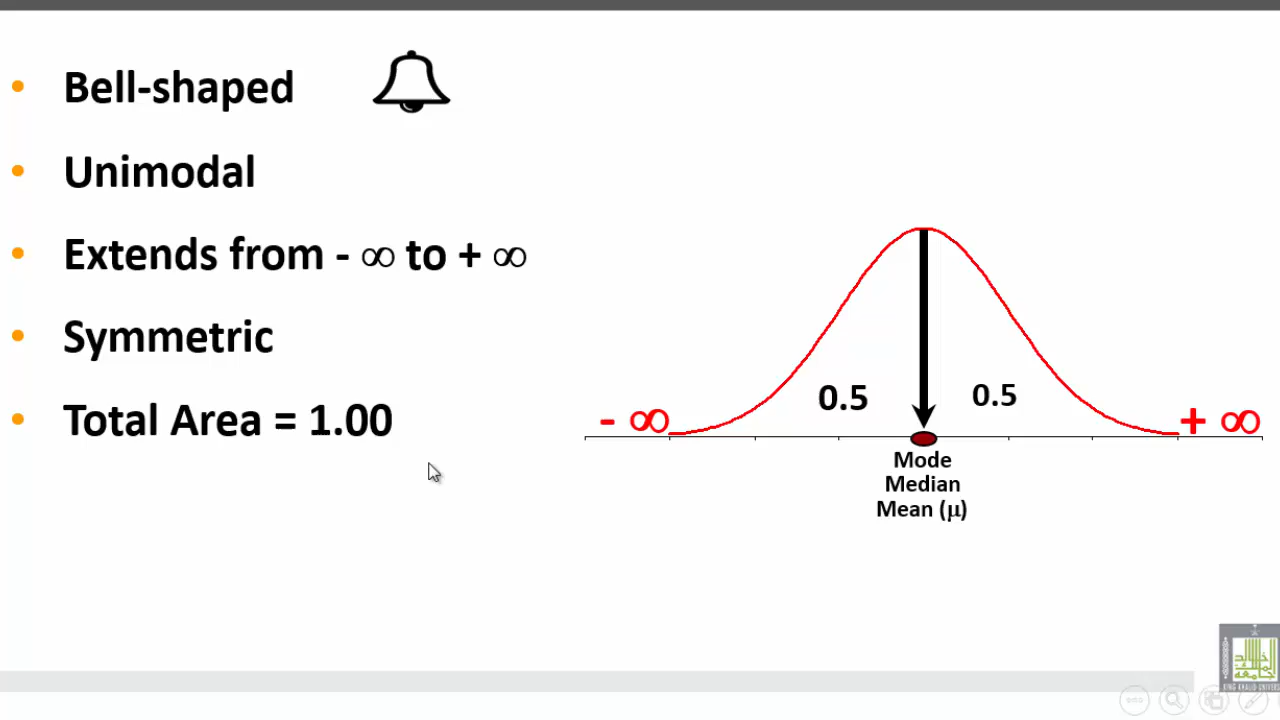 Bell-shaped
Unimodal
Extends from - ∞ to + ∞
Symmetric
Total Area = 1.00
0.5
0.5
- ∞
+ ∞
Mode
Median
Mean (μ)